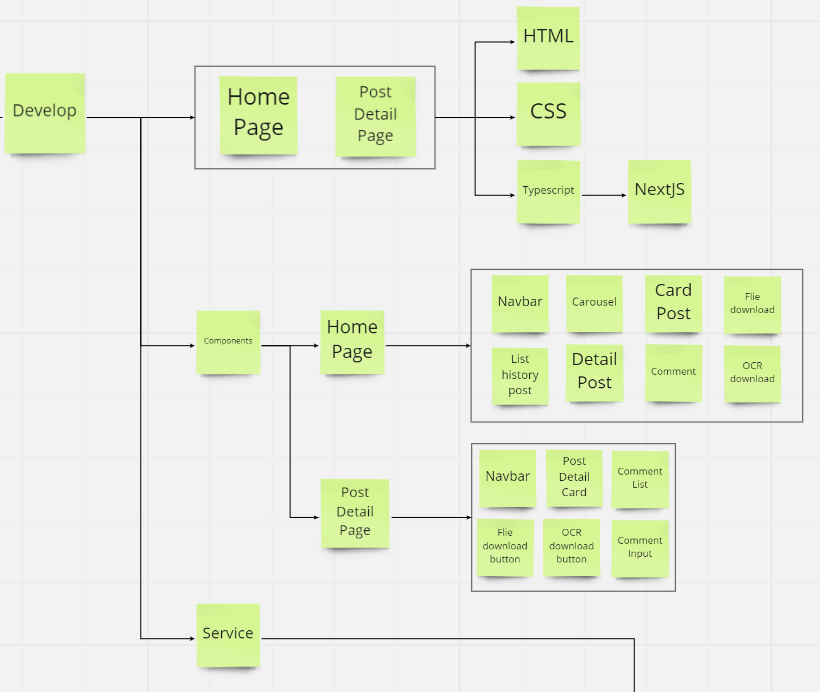 Develop
Home
Page
Post
Detail
Page
HTML
CSS
Typescript
NextJS
Components
Home
Page
Navbar
Carousel
Card
Post
Flie
download
List
history
post
Detail
Post
Comment
OCR
download
Post
Detail
Page
Navbar
Post
Detail
Card
Comment
List
Flie
download
button
OCR
download
button
Comment
Input
Service